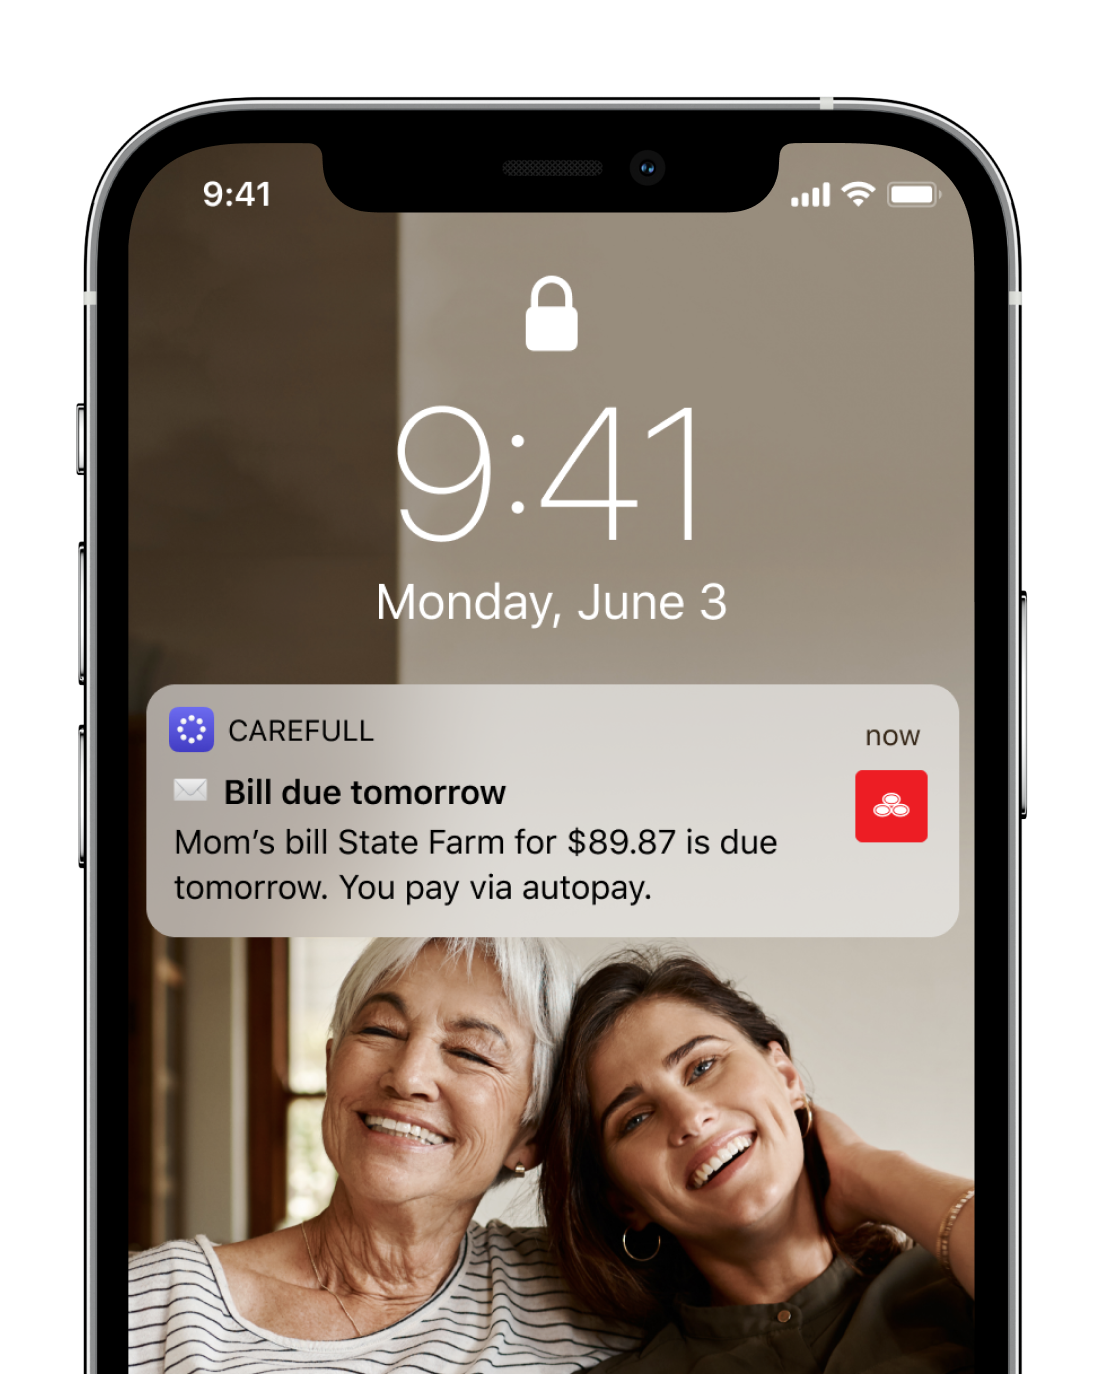 9:41
9:41
Monday, June 3
CAREFULL
now
Bill due tomorrow
Mom’s bill State Farm for $89.87 is due
tomorrow. You pay via autopay.